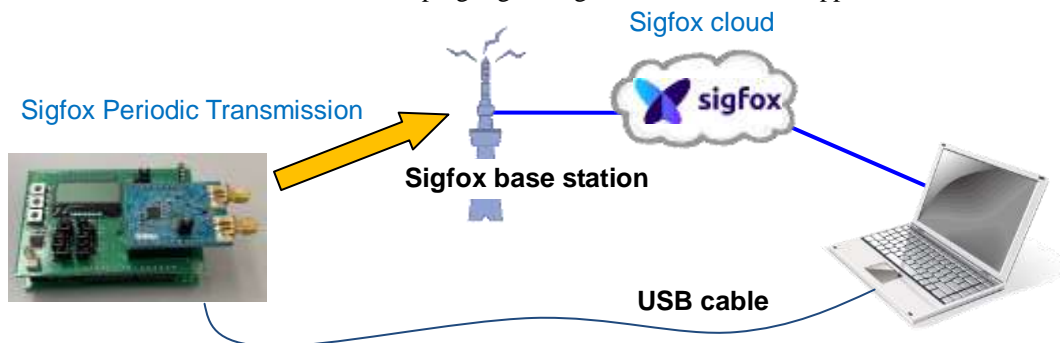 Sigfox cloud
sigfox
Sigfox Periodic Transmission
Sigfox base station
USB cable